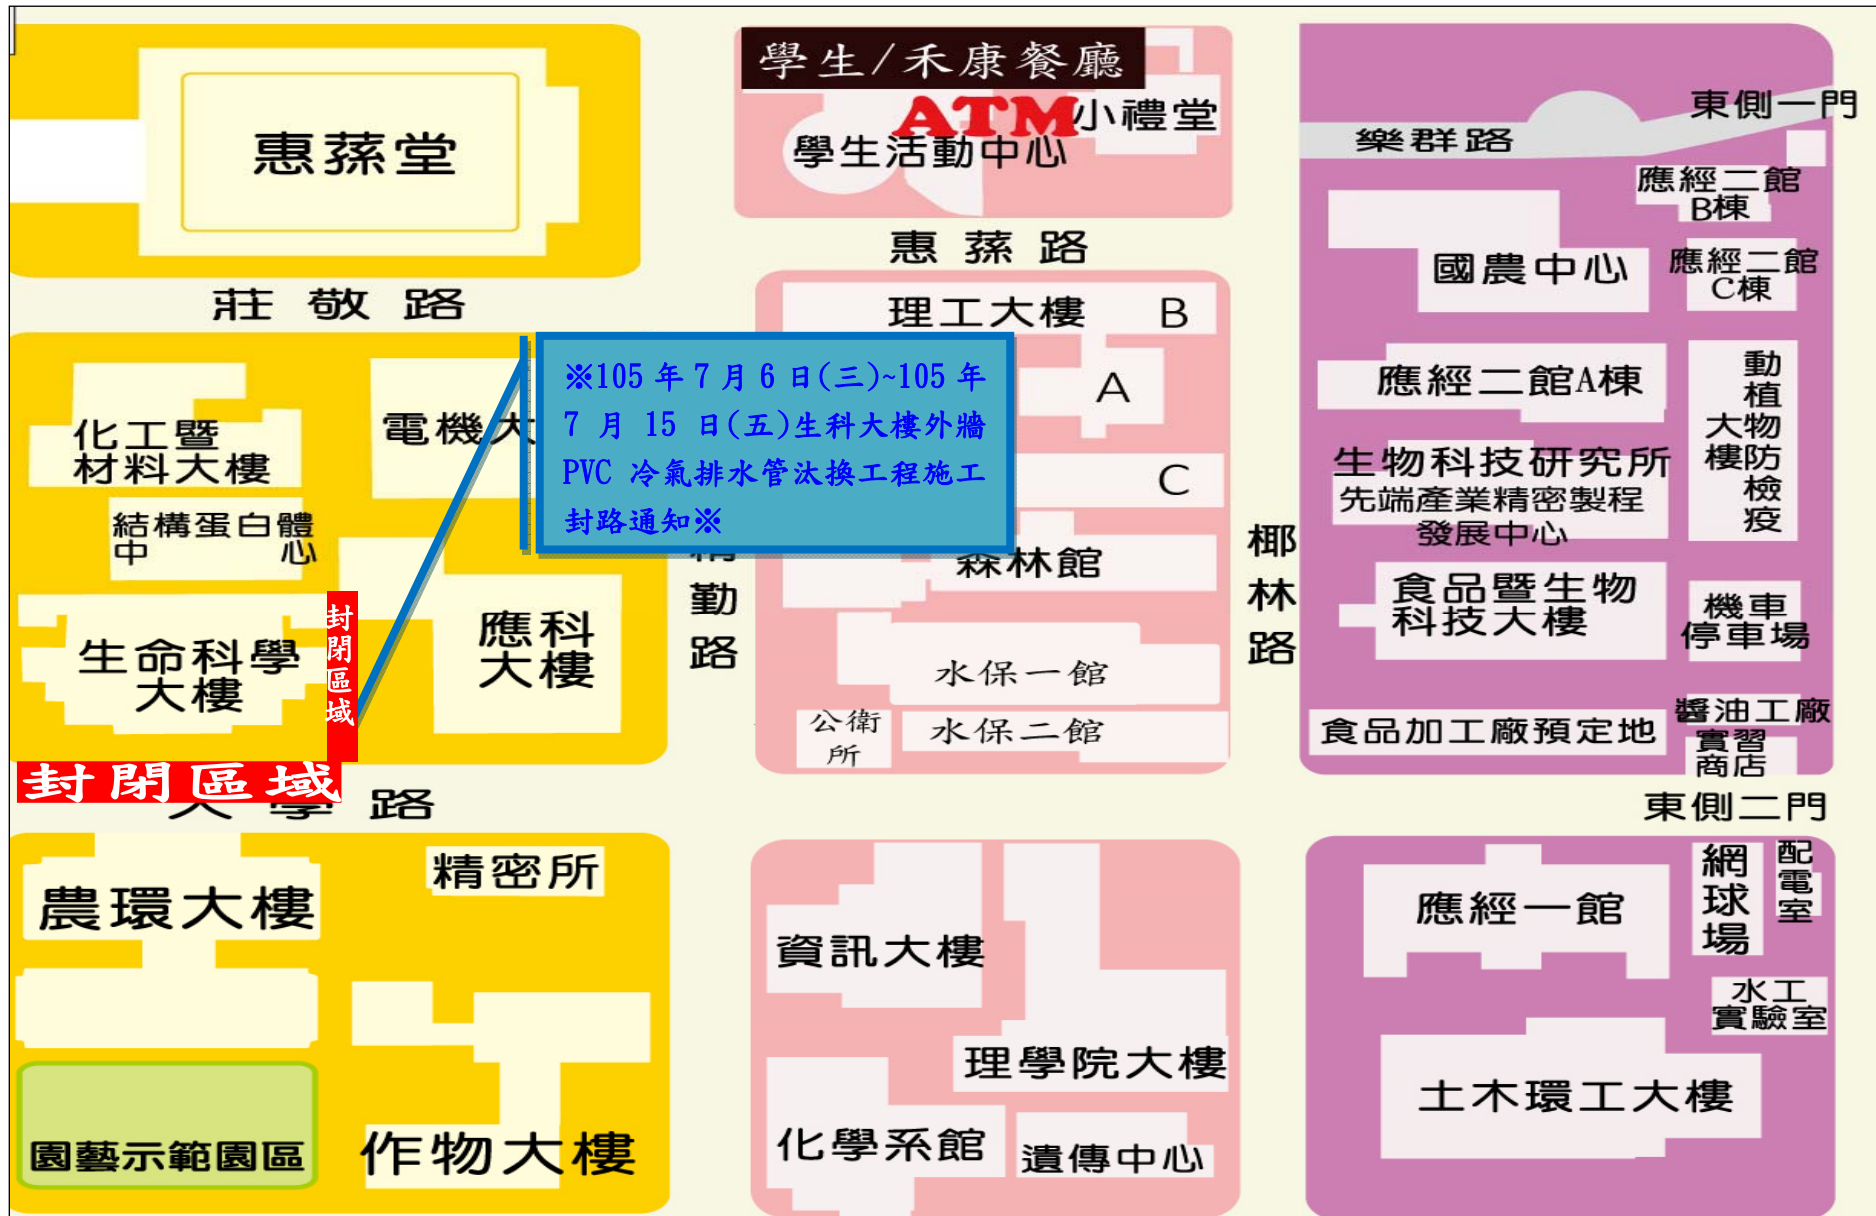 學生/禾康餐廳
ATM
小禮堂
學生活動中心
惠蓀堂
東側一門
樂群路
應經二館
B棟
惠蓀路
國農中心
應經二館
C棟
莊敬路
理工大樓 B
A
C
※105年7月6日(三)~105年
7月15日(五)生科大樓外牆
PVC 冷氣排水管汰換工程施工
封路通知※
化工暨
材料大樓
電機大
結構蛋白體
中心
應經二館A棟
動植物防檢疫
大樓
生物科技研究所
先端產業精密製程
發展中心
森林館
勤路
椰林路
食品暨生物
科技大樓
機車
停車場
生命科學
大樓
封閉區域
應科
大樓
水保一館
公衛
所
水保二館
食品加工廠預定地
醬油工廠
實習
商店
封閉區域
大學路
東側二門
農環大樓
精密所
資訊大樓
應經一館
網球場
配電室
水工
實驗室
理學院大樓
土木環工大樓
園藝示範園區
作物大樓
化學系館
遺傳中心